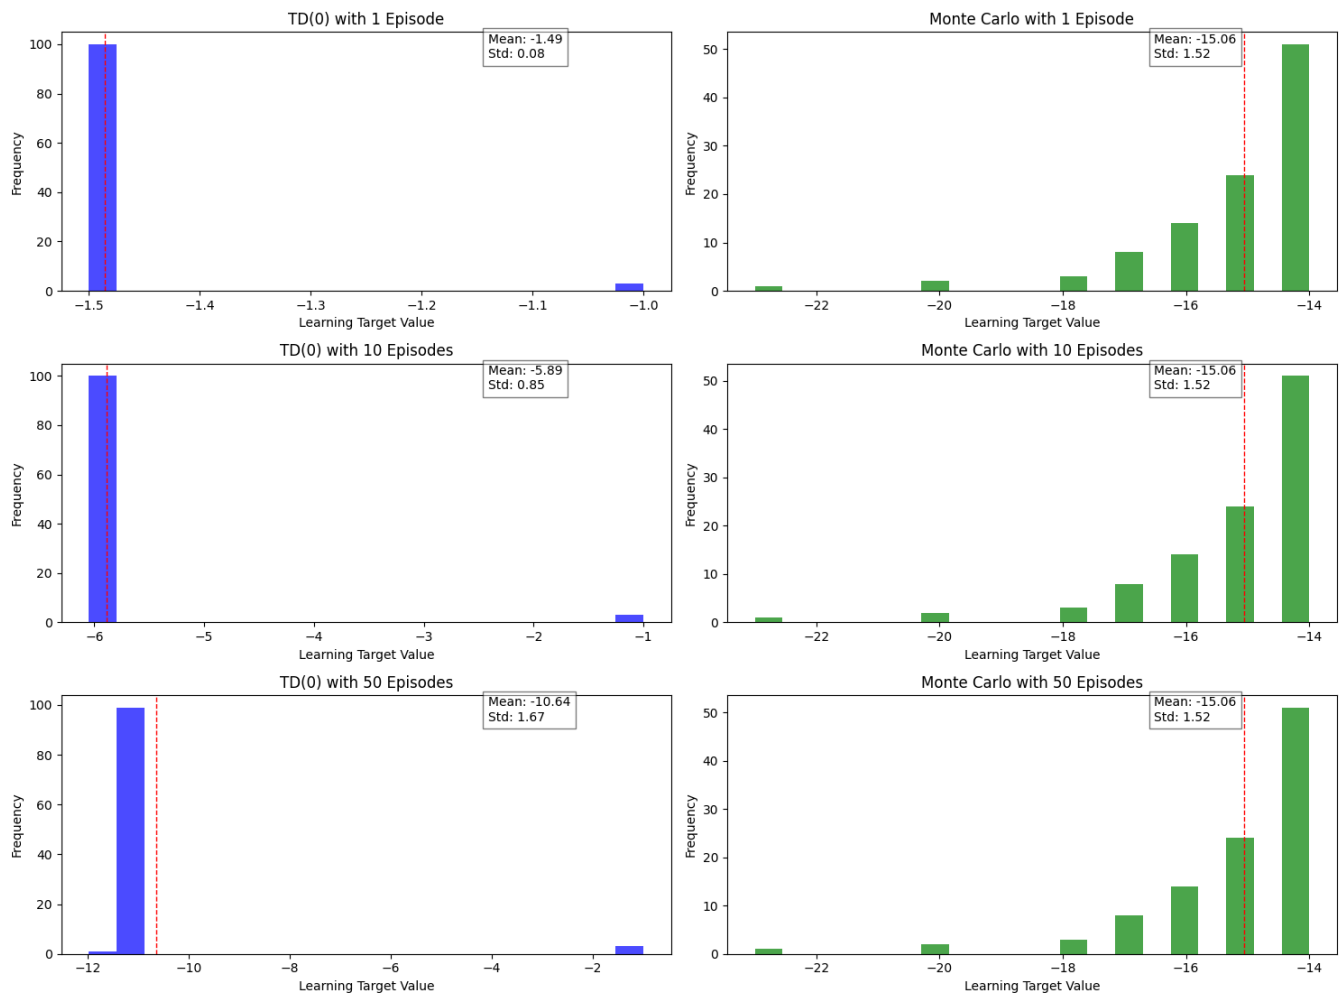 TD(0) with 1 Episode
Mean: -1.49
Std: 0.08
Frequency
100
80
60
40
20
0
−1.5
−1.4
−1.3
−1.2
−1.1
−1.0
Learning Target Value
Monte Carlo with 1 Episode
Mean: -15.06
Std: 1.52
Frequency
50
40
30
20
10
0
−22
−20
−18
−16
−14
Learning Target Value
TD(0) with 10 Episodes
Mean: -5.89
Std: 0.85
Frequency
100
80
60
40
20
0
−6
−5
−4
−3
−2
−1
Learning Target Value
Monte Carlo with 10 Episodes
Mean: -15.06
Std: 1.52
Frequency
50
40
30
20
10
0
−22
−20
−18
−16
−14
Learning Target Value
TD(0) with 50 Episodes
Mean: -10.64
Std: 1.67
Frequency
100
80
60
40
20
0
−12
−10
−8
−6
−4
−2
Learning Target Value
Monte Carlo with 50 Episodes
Mean: -15.06
Std: 1.52
Frequency
50
40
30
20
10
0
−22
−20
−18
−16
−14
Learning Target Value